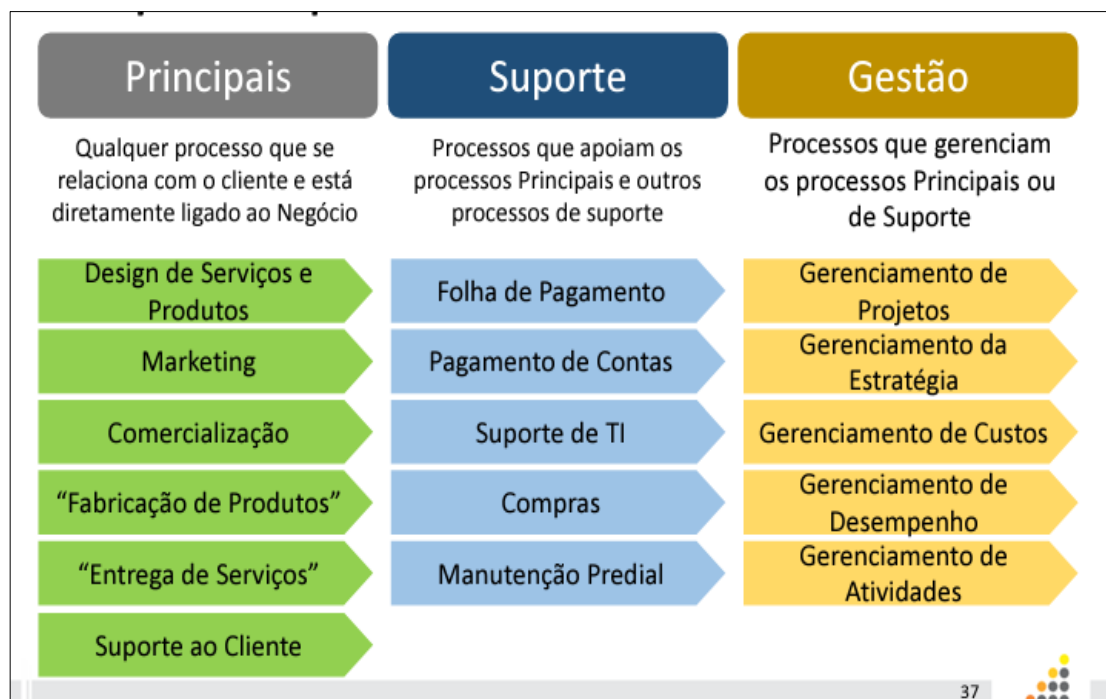 Principais
Qualquer processo que se
relaciona com o cliente e está
diretamente ligado ao Negócio
Design de Serviços e
Produtos
Marketing
Comercialização
“Fabricação de Produtos”
“Entrega de Serviços”
Suporte ao Cliente
Suporte
Processos que apoiam os
processos Principais e outros
processos de suporte
Folha de Pagamento
Pagamento de Contas
Suporte de TI
Compras
Manutenção Predial
Gestão
Processos que gerenciam
os processos Principais ou
de Suporte
Gerenciamento de
Projetos
Gerenciamento da
Estratégia
Gerenciamento de Custos
Gerenciamento de
Desempenho
Gerenciamento de
Atividades
37